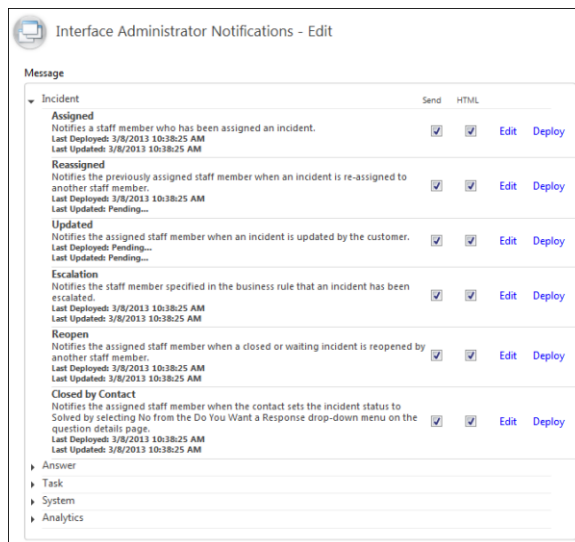 Interface Administrator Notifications - Edit
Message
Incident Send HTML
Assigned
Notifies a staff member who has been assigned an incident.
Last Deployed: 3/8/2013 10:38:25 AM
Last Updated: 3/8/2013 10:38:25 AM
Edit Deploy
Reassigned
Notifies the previously assigned staff member when an incident is re-assigned to
another staff member.
Last Deployed: 3/8/2013 10:38:25 AM
Last Updated: Pending...
Edit Deploy
Updated
Notifies the assigned staff member when an incident is updated by the customer.
Last Deployed: Pending...
Last Updated: Pending...
Edit Deploy
Escalation
Notifies the staff member specified in the business rule that an incident has been
escalated.
Last Deployed: 3/8/2013 10:38:25 AM
Last Updated: 3/8/2013 10:38:25 AM
Edit Deploy
Reopen
Notifies the assigned staff member when a closed or waiting incident is reopened by
another staff member.
Last Deployed: 3/8/2013 10:38:25 AM
Last Updated: 3/8/2013 10:38:25 AM
Edit Deploy
Closed by Contact
Notifies the assigned staff member when the contact sets the incident status to
Solved by selecting No from the Do You Want a Response drop-down menu on the
question details page.
Last Deployed: 3/8/2013 10:38:25 AM
Last Updated: 3/8/2013 10:38:25 AM
Edit Deploy
Answer
Task
System
Analytics